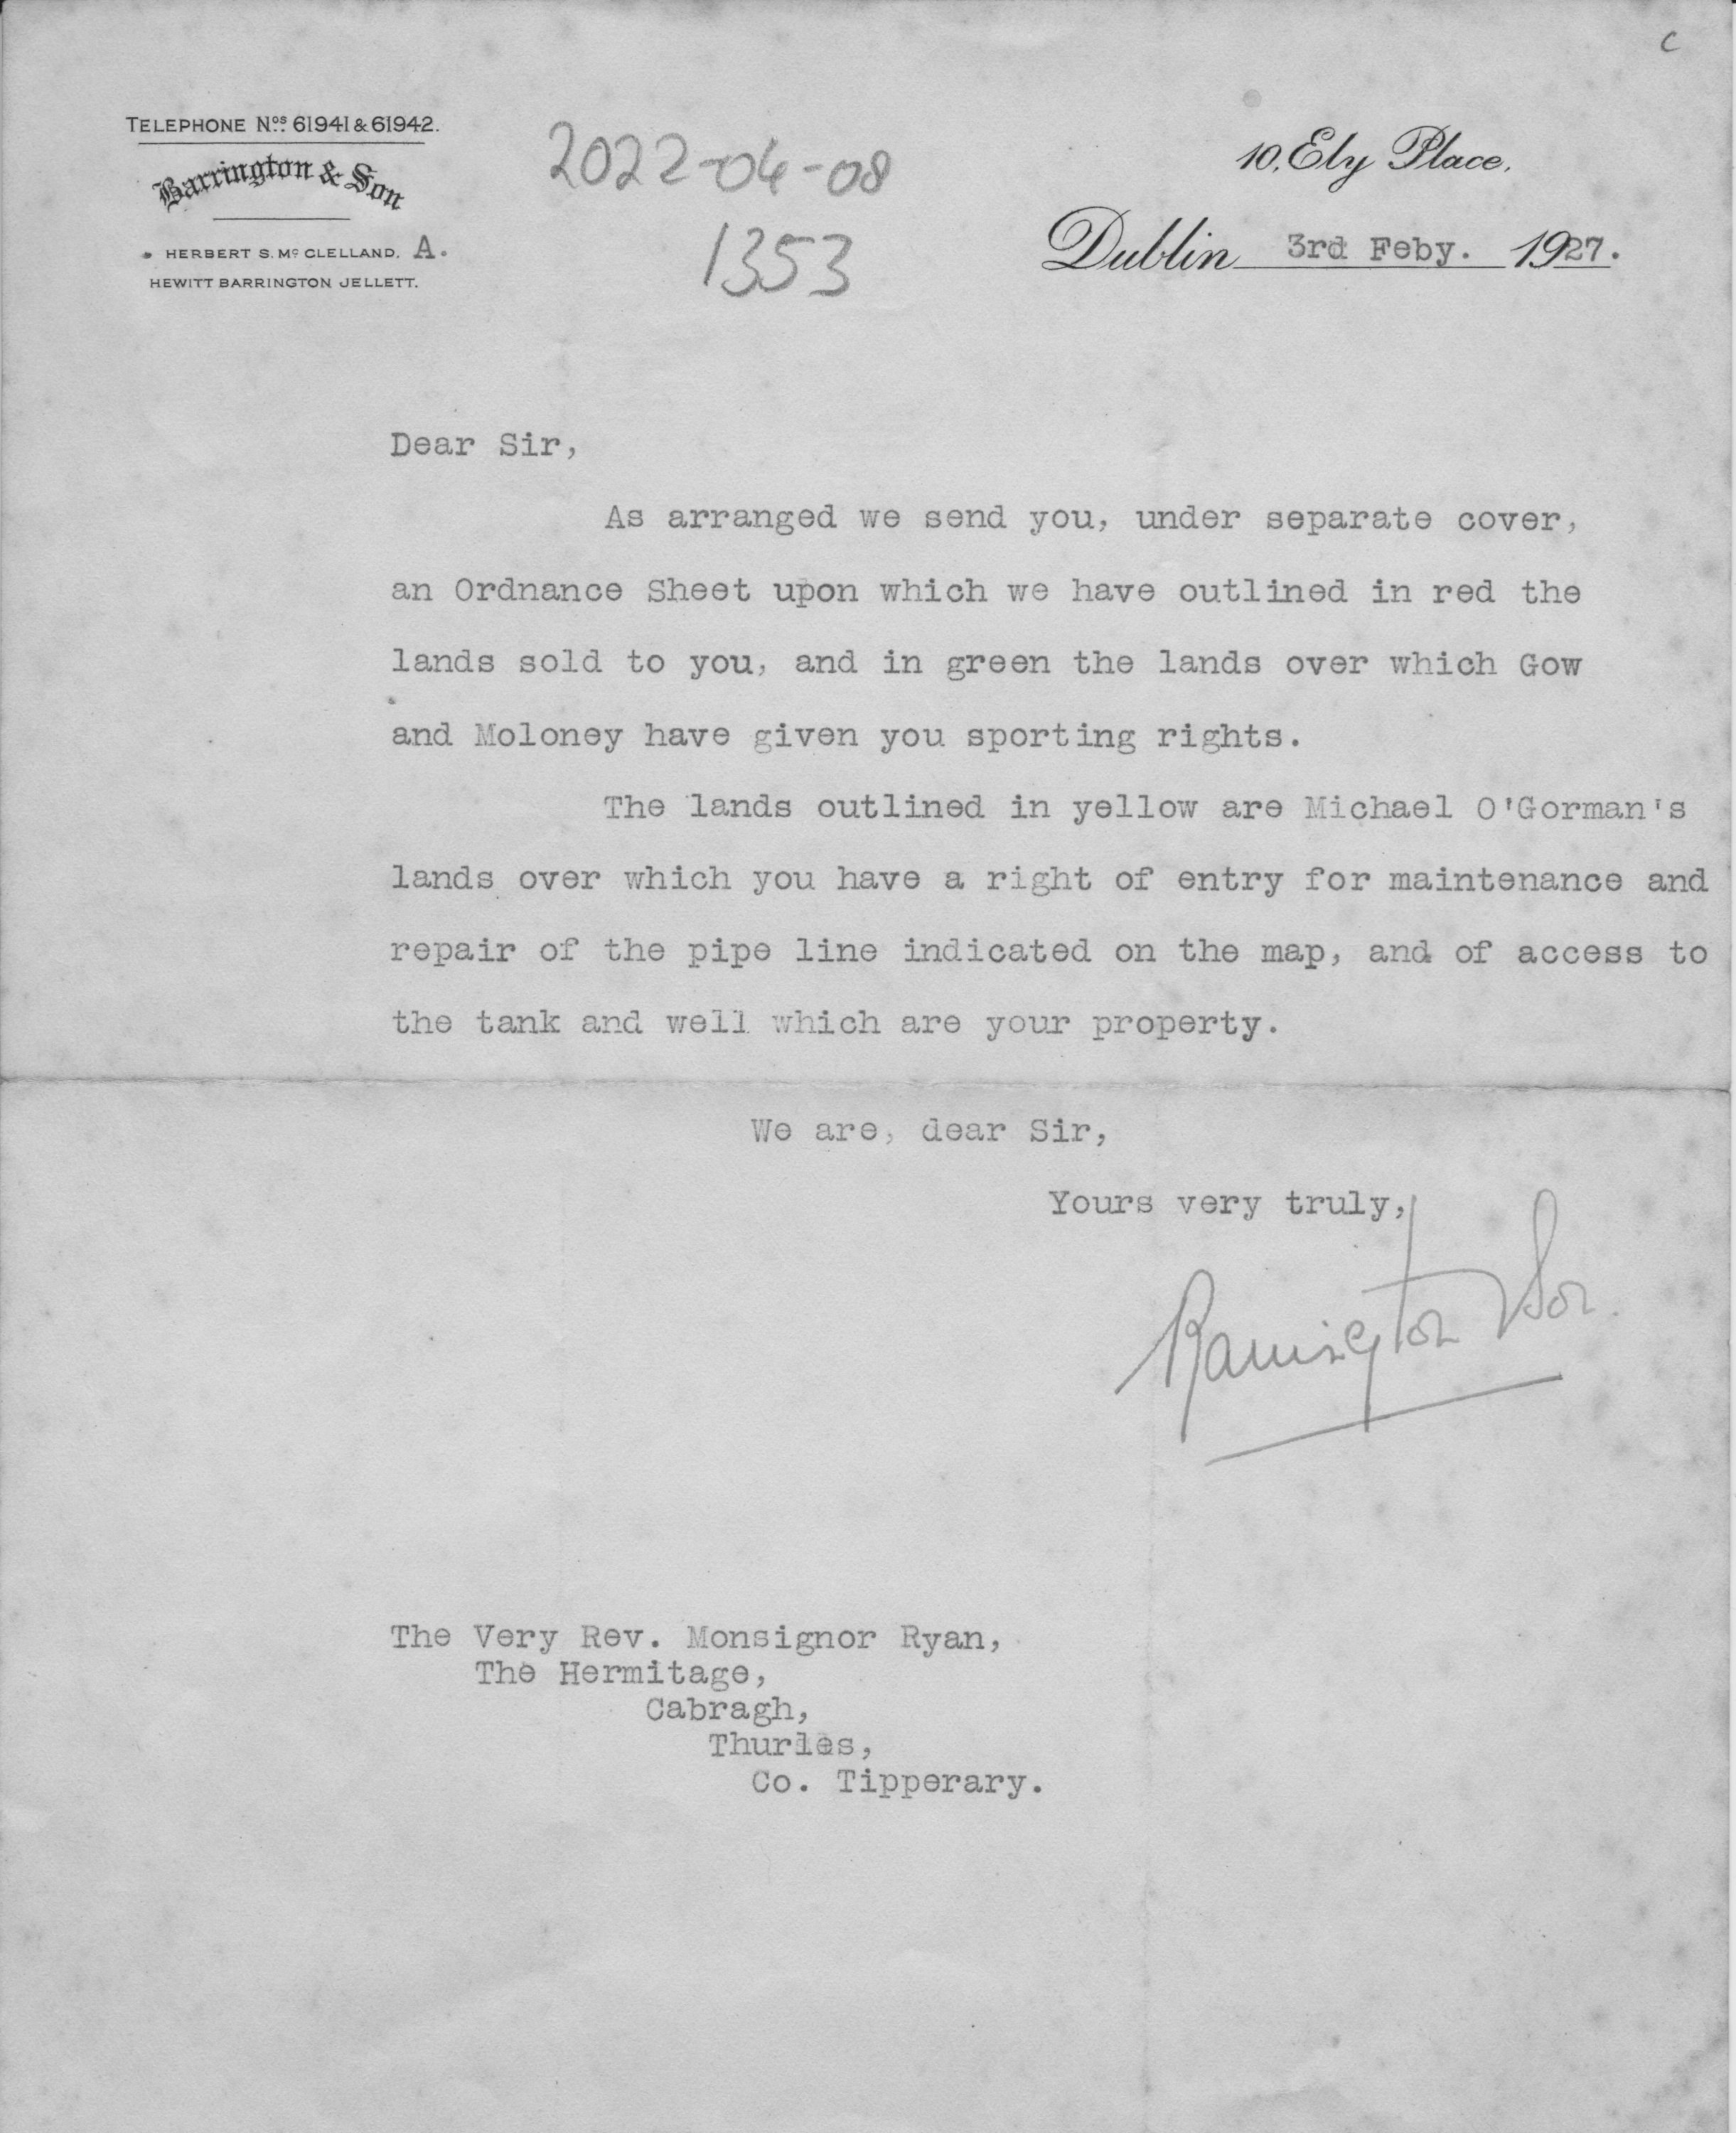 C
TELEPHONE Nos. 61941 & 61942.
Barrington & Son
HERBERT S. Mc CLELLAND. A.
HEWITT BARRINGTON JELLETT.
2022-04-08
1353
10, Ely Place,
Dublin 3rd Feby. 1927.
Dear Sir,
As arranged we send you, under separate cover,
an Ordnance Sheet upon which we have outlined in red the
lands sold to you, and in green the lands over which Gow
and Moloney have given you sporting rights.
The lands outlined in yellow are Michael O'Gorman's
lands over which you have a right of entry for maintenance and
repair of the pipe line indicated on the map, and of access to
the tank and well which are your property.
We are, dear Sir,
Yours very truly,
Barrington & Son.
The Very Rev. Monsignor Ryan,
The Hermitage,
Cabragh,
Thurles,
Co. Tipperary.